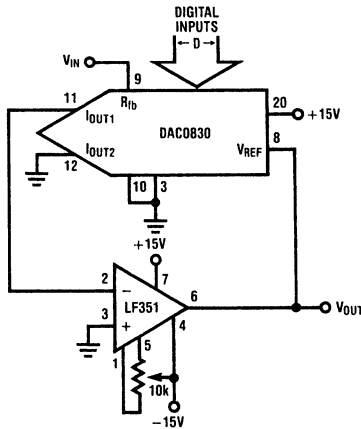 DIGITAL
INPUTS
D
VIN
9
Rfb
11
IOUT1
DAC0830
20
+15V
8
VREF
IOUT2
12
10
3
+15V
7
2
−
LF351
6
VOUT
3
+
4
5
1
10k
−15V